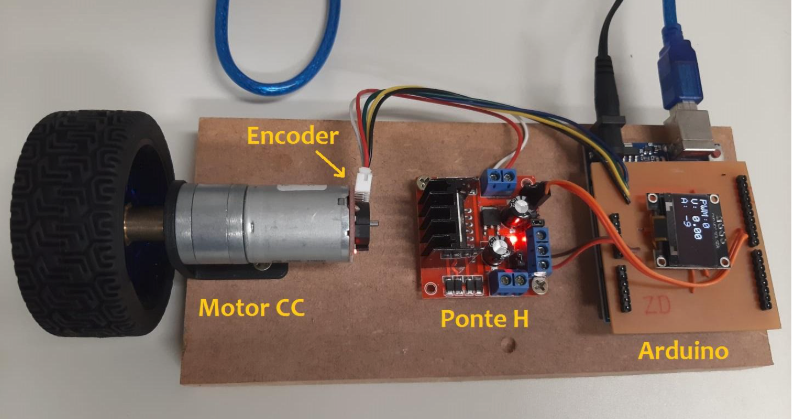 Encoder
PWM:0
V: 0.00
A: -9
Motor CC
Ponte H
Arduino
ZD